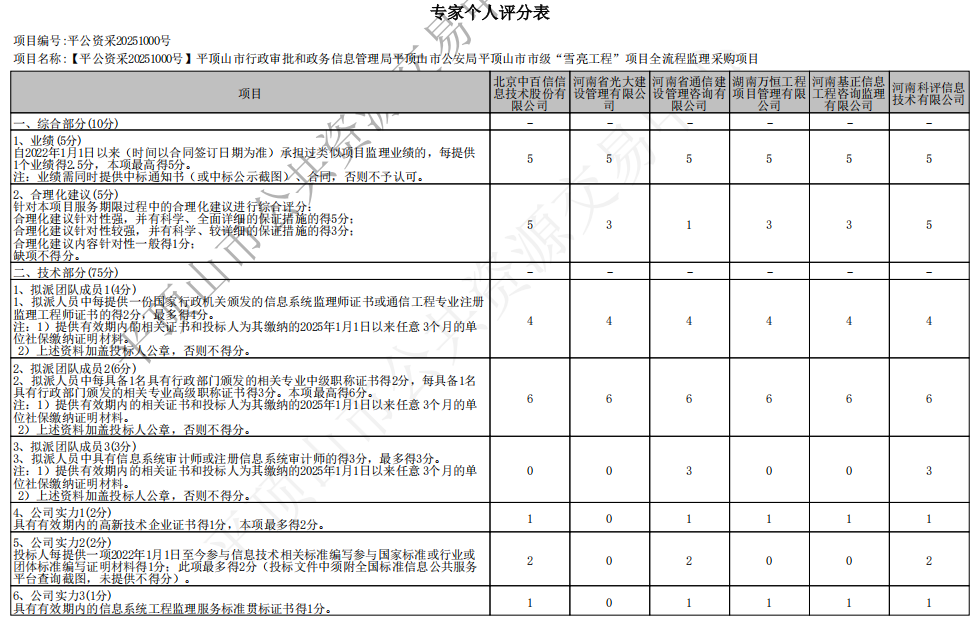 专家个人评分表
项目编号:平公资采20251000号
项目名称:【平公资采20251000号】平顶山市行政审批和政务信息管理局平顶山市公安局平顶山市市级“雪亮工程”项目全流程监理采购项目
项目 北京中百信信息技术股份有限公司 河南省光大建设管理有限公司 河南省通信建设管理咨询有限公司 湖南万恒工程项目管理有限公司 河南基正信息工程咨询监理有限公司 河南科评信息技术有限公司
一、综合部分(10分) — — — — — —
1、业绩(5分)
自2022年1月1日以来（时间以合同签订日期为准）承担过类似项目监理业绩的，每提供
1个业绩得2.5分，本项最高得5分。
注：业绩需同时提供中标通知书（或中标公示截图）、合同，否则不予认可。
5 5 5 5 5 5
2、合理化建议(5分)
针对本项目服务期限过程中的合理化建议进行综合评分:
合理化建议针对性强，并有科学、全面详细的保证措施的得5分；
合理化建议针对性较强，并有科学、较详细的保证措施的得3分；
合理化建议内容针对性一般得1分；
缺项不得分。
5 3 1 3 3 5
二、技术部分(75分) — — — — — —
1、拟派团队成员1(4分)
1、拟派人员中每提供一份国家行政机关颁发的信息系统监理师证书或通信工程专业注册
监理工程师证书的得2分，最多得4分。
注：1）提供有效期内的相关证书和投标人为其缴纳的2025年1月1日以来任意 3个月的单
位社保缴纳证明材料。
2）上述资料加盖投标人公章，否则不得分。
4 4 4 4 4 4
2、拟派团队成员2(6分)
2、拟派人员中每具备1名具有行政部门颁发的相关专业中级职称证书得2分，每具备1名
具有行政部门颁发的相关专业高级职称证书得3分。本项最高得6分。
注：1）提供有效期内的相关证书和投标人为其缴纳的2025年1月1日以来任意 3个月的单
位社保缴纳证明材料。
2）上述资料加盖投标人公章，否则不得分。
6 6 6 6 6 6
3、拟派团队成员3(3分)
3、拟派人员中具有信息系统审计师或注册信息系统审计师的得3分，最多得3分。
注：1）提供有效期内的相关证书和投标人为其缴纳的2025年1月1日以来任意 3个月的单
位社保缴纳证明材料。
2）上述资料加盖投标人公章，否则不得分。
0 0 3 0 0 3
4、公司实力1(2分)
具有有效期内的高新技术企业证书得1分，本项最多得2分。
1 0 1 1 1 1
5、公司实力2(2分)
投标人每提供一项2022年1月1日至今参与信息技术相关标准编写参与国家标准或行业或
团体标准编写证明材料得1分；此项最多得2分（投标文件中须附全国标准信息公共服务
平台查询截图，未提供不得分）。
2 0 2 0 0 2
6、公司实力3(1分)
具有有效期内的信息系统工程监理服务标准贯标证书得1分。
1 0 1 1 1 1
平顶山市公共资源交易中
平顶山市公共资源交易中